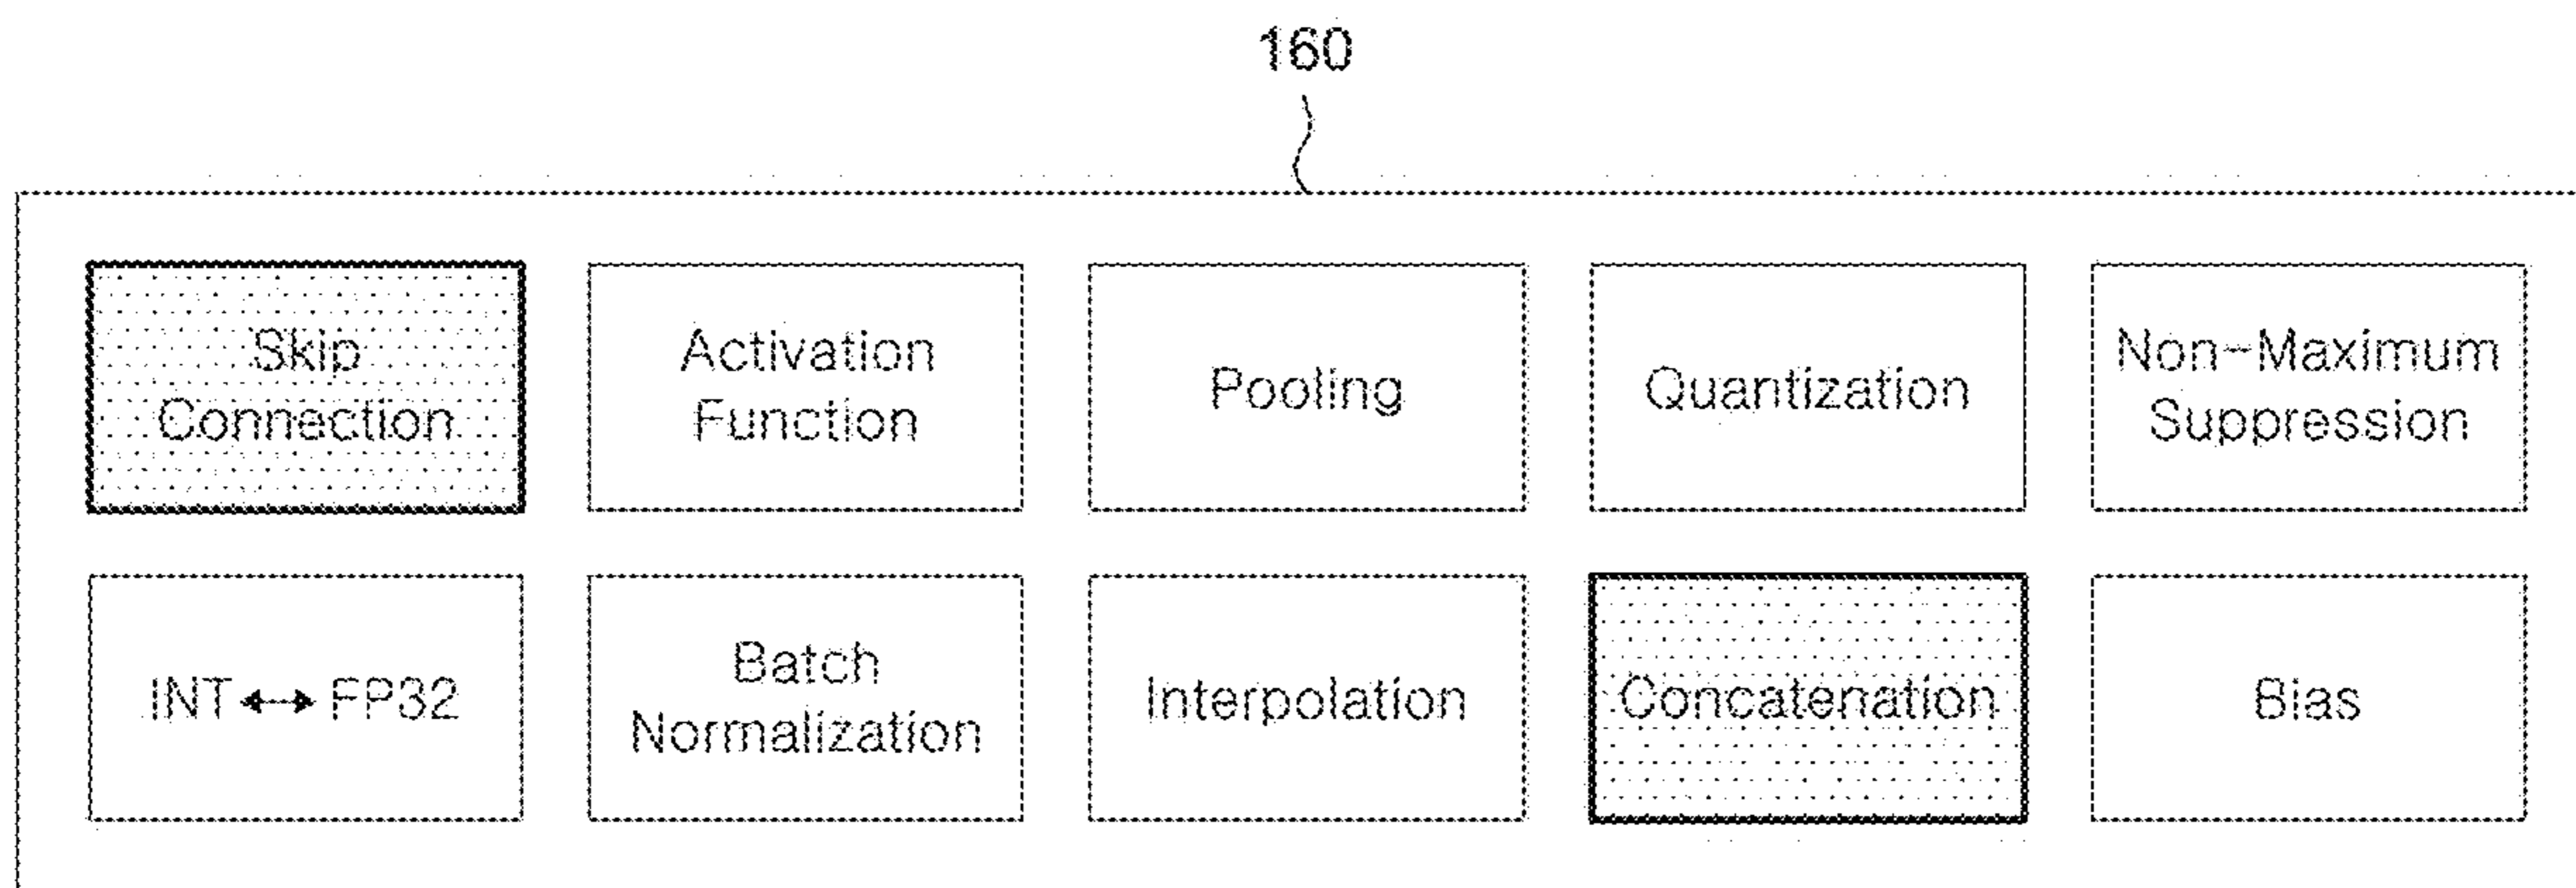 160
Skip
Connection
Activation
Function
Pooling
Quantization
Non-Maximum
Suppression
INT↔FP32
Batch
Normalization
Interpolation
Concatenation
Bias